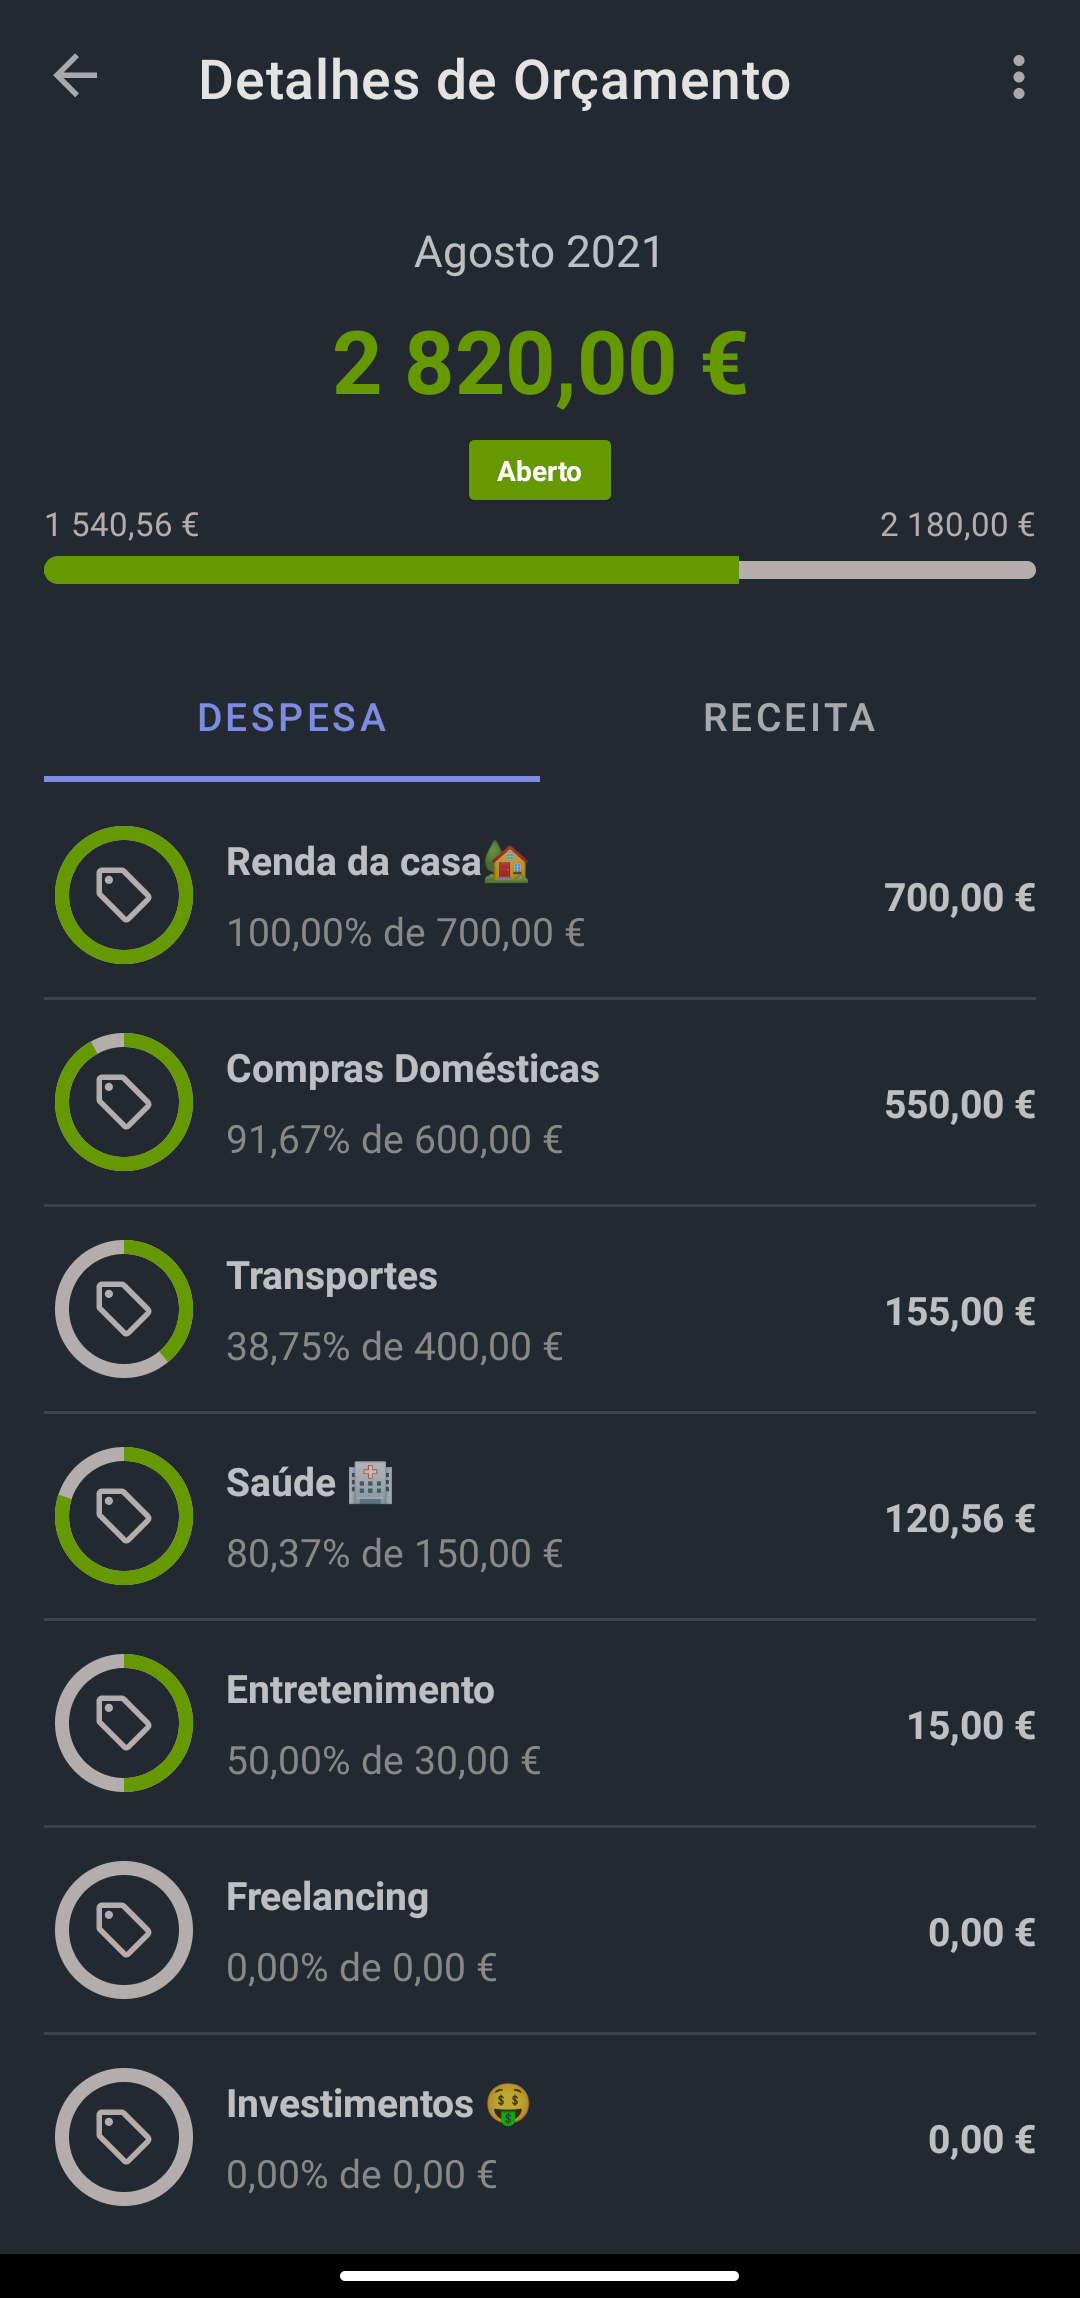 Detalhes de Orçamento
Agosto 2021
2 820,00 €
Aberto
1 540,56 € 2 180,00 €
DESPESA RECEITA
Renda da casa🏡
100,00% de 700,00 €
700,00 €
Compras Domésticas
91,67% de 600,00 €
550,00 €
Transportes
38,75% de 400,00 €
155,00 €
Saúde 🏥
80,37% de 150,00 €
120,56 €
Entretenimento
50,00% de 30,00 €
15,00 €
Freelancing
0,00% de 0,00 €
0,00 €
Investimentos 🤑
0,00% de 0,00 €
0,00 €